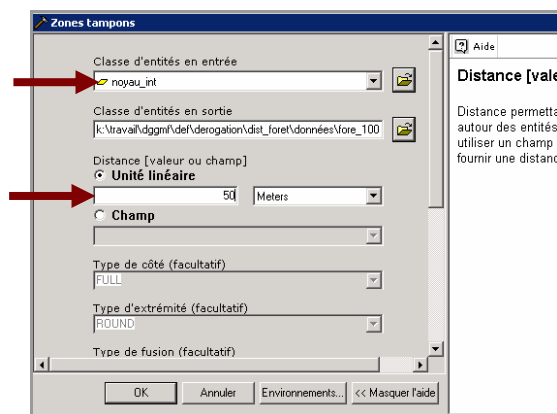 Zones tampons
Classe d'entités en entrée
noyau_int
Classe d'entités en sortie
k:\travail\dggmf\def\derogation\dist_foret\données\fore_100
Distance [valeur ou champ]
Unité linéaire
50 Meters
Champ
Type de côté (facultatif)
FULL
Type d'extrémité (facultatif)
ROUND
Type de fusion (facultatif)
OK Annuler Environnements... << Masquer l'aide
Aide
Distance [vale
Distance permetta
autour des entités
utiliser un champ
fournir une distanc